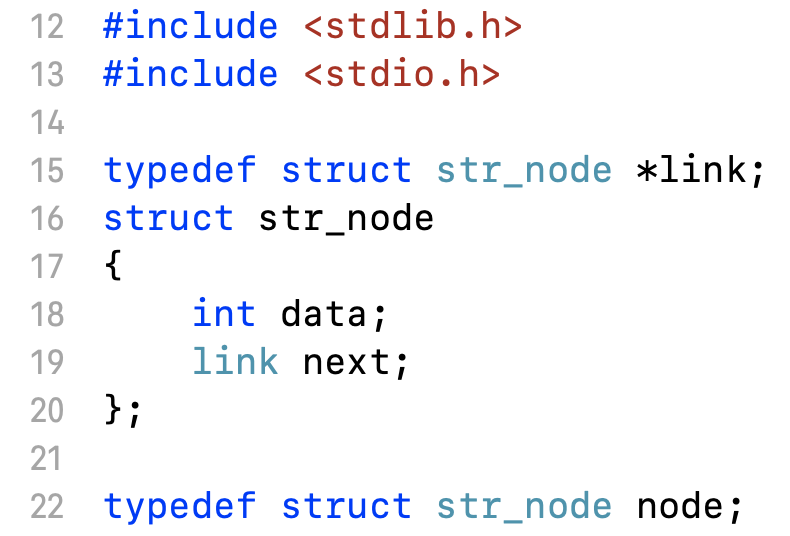 12 #include <stdlib.h>
13 #include <stdio.h>
14
15 typedef struct str_node *link;
16 struct str_node
17 {
18     int data;
19     link next;
20 };
21
22 typedef struct str_node node;